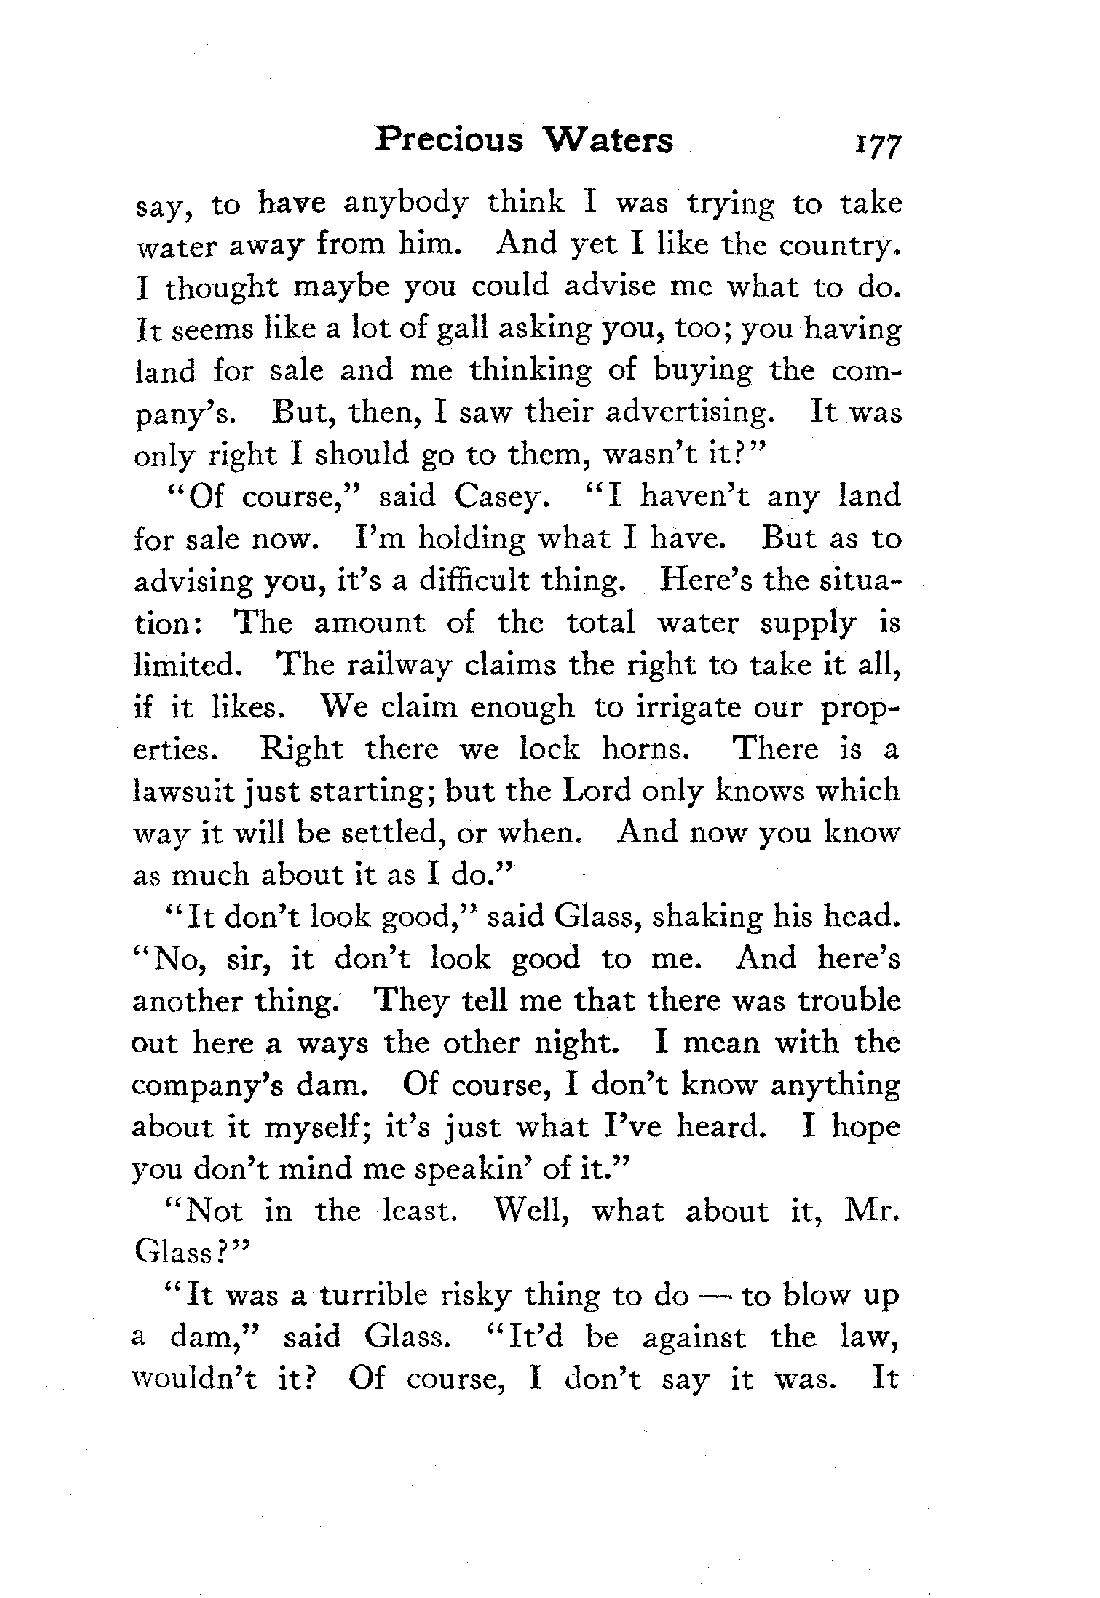 Precious Waters 177
say, to have anybody think I was trying to take
water away from him. And yet I like the country.
I thought maybe you could advise me what to do.
It seems like a lot of gall asking you, too; you having
land for sale and me thinking of buying the com-
pany's. But, then, I saw their advertising. It was
only right I should go to them, wasn't it?"
"Of course," said Casey. "I haven't any land
for sale now. I'm holding what I have. But as to
advising you, it's a difficult thing. Here's the situa-
tion: The amount of the total water supply is
limited. The railway claims the right to take it all,
if it likes. We claim enough to irrigate our prop-
erties. Right there we lock horns. There is a
lawsuit just starting; but the Lord only knows which
way it will be settled, or when. And now you know
as much about it as I do."
"It don't look good," said Glass, shaking his head.
"No, sir, it don't look good to me. And here's
another thing. They tell me that there was trouble
out here a ways the other night. I mean with the
company's dam. Of course, I don't know anything
about it myself; it's just what I've heard. I hope
you don't mind me speakin' of it."
"Not in the least. Well, what about it, Mr.
Glass?"
"It was a turrible risky thing to do — to blow up
a dam," said Glass. "It'd be against the law,
wouldn't it? Of course, I don't say it was. It